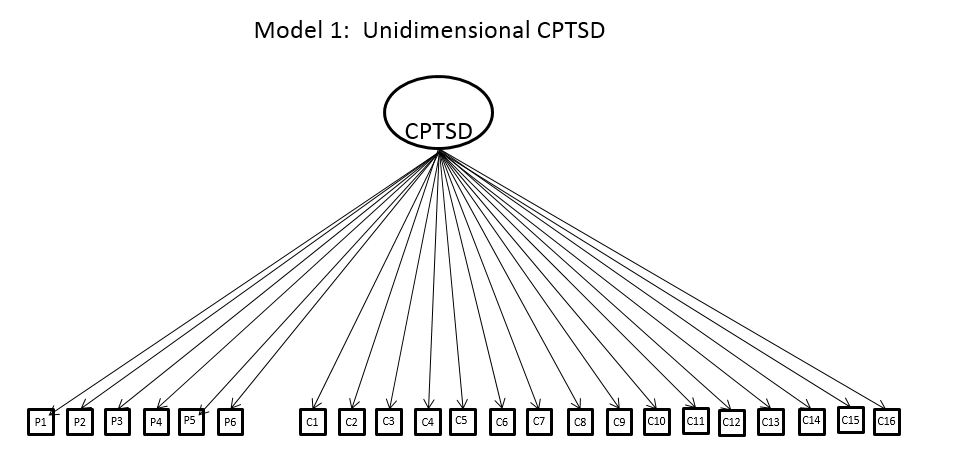 Model 1:  Unidimensional CPTSD
CPTSD
P1 P2 P3 P4 P5 P6 C1 C2 C3 C4 C5 C6 C7 C8 C9 C10 C11 C12 C13 C14 C15 C16